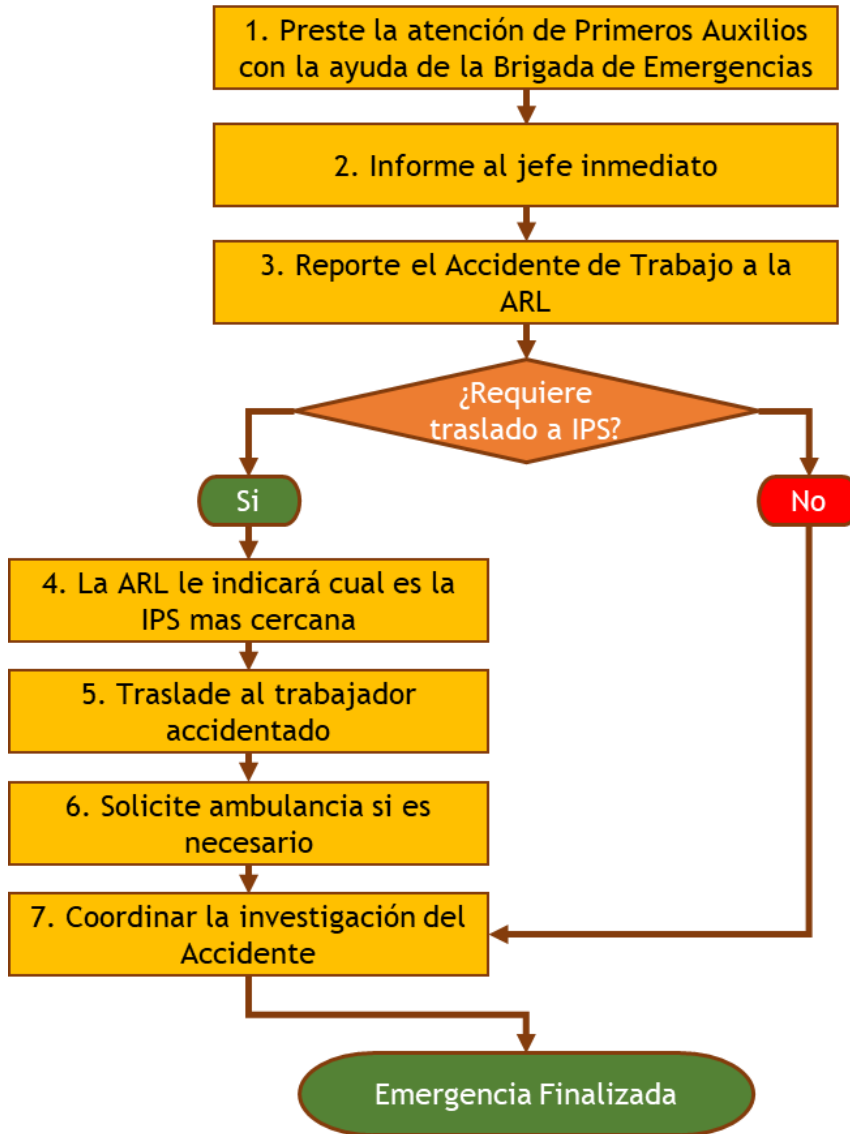 1. Preste la atención de Primeros Auxilios
con la ayuda de la Brigada de Emergencias
2. Informe al jefe inmediato
3. Reporte el Accidente de Trabajo a la
ARL
¿Requiere
traslado a IPS?
Si
No
4. La ARL le indicará cual es la
IPS mas cercana
5. Traslade al trabajador
accidentado
6. Solicite ambulancia si es
necesario
7. Coordinar la investigación del
Accidente
Emergencia Finalizada